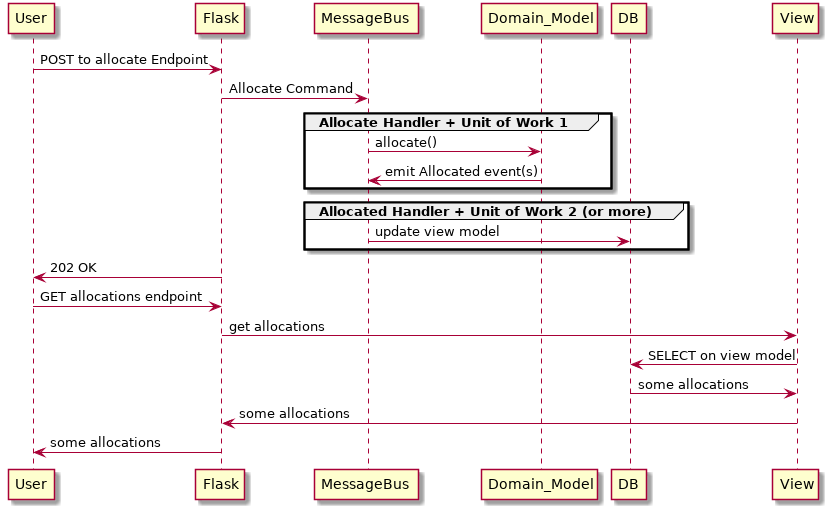 User Flask MessageBus Domain_Model DB View
POST to allocate Endpoint
Allocate Command
Allocate Handler + Unit of Work 1
allocate()
emit Allocated event(s)
Allocated Handler + Unit of Work 2 (or more)
update view model
202 OK
GET allocations endpoint
get allocations
SELECT on view model
some allocations
some allocations
some allocations
User Flask MessageBus Domain_Model DB View